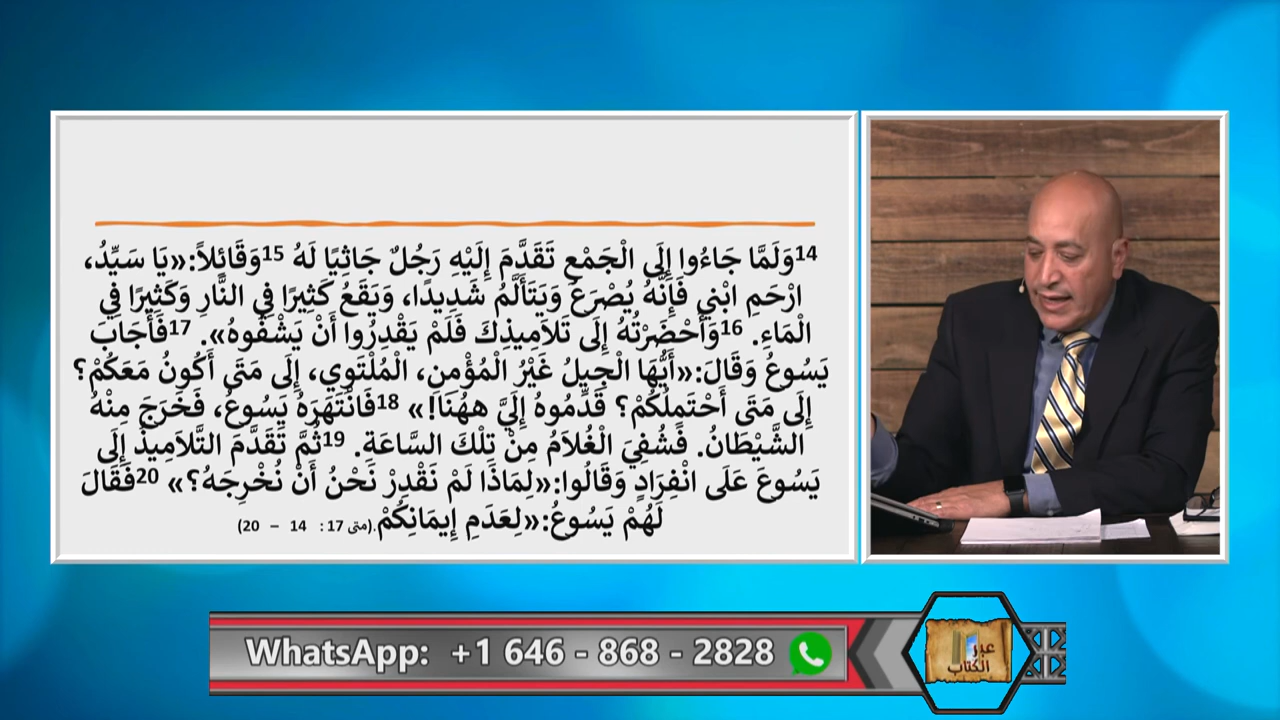 14وَلَمَّا جَاءُوا إِلَى الْجَمْعِ تَقَدَّمَ إِلَيْهِ رَجُلٌ جَاثِيًا لَهُ 15وَقَائِلاً:«يَا سَيِّدُ،
ارْحَمِ ابْنِي فَإِنَّهُ يُصْرَعُ وَيَتَأَلَّمُ شَدِيدًا، وَيَقَعُ كَثِيرًا فِي النَّارِ وَكَثِيرًا فِي
الْمَاءِ. 16وَأَحْضَرْتُهُ إِلَى تَلاَمِيذِكَ فَلَمْ يَقْدِرُوا أَنْ يَشْفُوهُ». 17فَأَجَابَ
يَسُوعُ وَقَالَ:«أَيُّهَا الْجِيلُ غَيْرُ الْمُؤْمِنِ، الْمُلْتَوِي، إِلَى مَتَى أَكُونُ مَعَكُمْ؟
إِلَى مَتَى أَحْتَمِلُكُمْ؟ قَدِّمُوهُ إِلَيَّ ههُنَا!» 18فَانْتَهَرَهُ يَسُوعُ، فَخَرَجَ مِنْهُ
الشَّيْطَانُ. فَشُفِيَ الْغُلاَمُ مِنْ تِلْكَ السَّاعَةِ. 19ثُمَّ تَقَدَّمَ التَّلاَمِيذُ إِلَى
يَسُوعَ عَلَى انْفِرَادٍ وَقَالُوا:«لِمَاذَا لَمْ نَقْدِرْ نَحْنُ أَنْ نُخْرِجَهُ؟» 20فَقَالَ
لَهُمْ يَسُوعُ:«لِعَدَمِ إِيمَانِكُمْ.(متى 17: 14 – 20)
WhatsApp: +1 646 - 868 - 2828
عبر
الكتاب